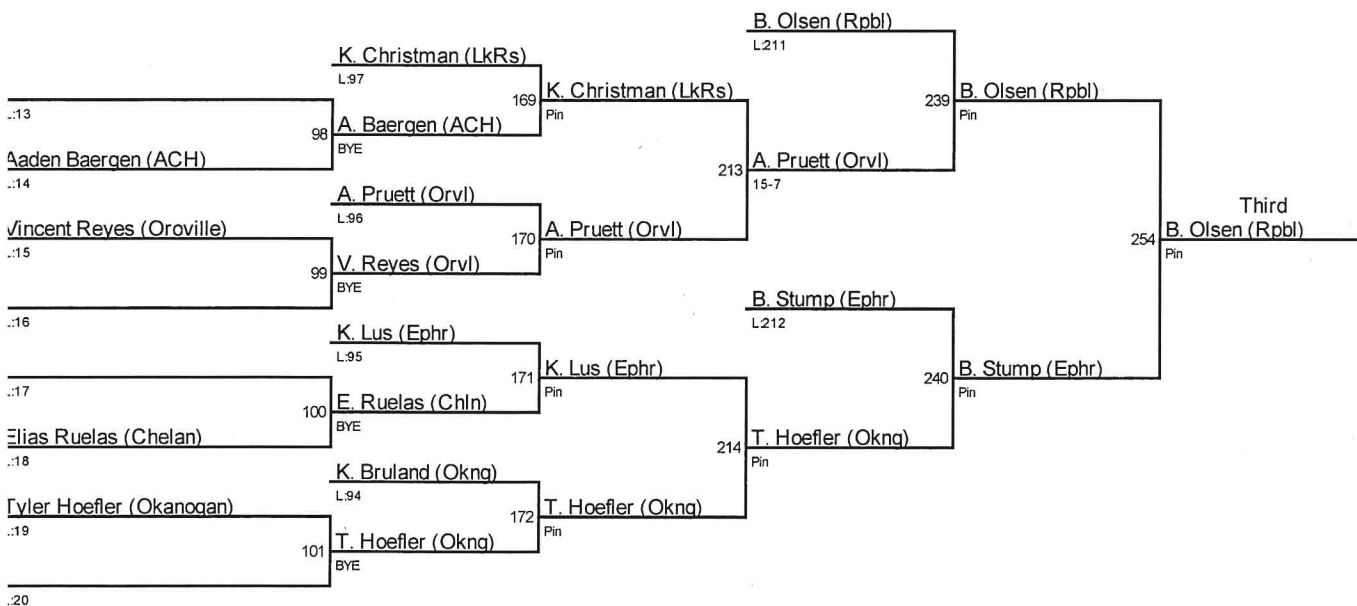 B. Olsen (Rpbl)
L:211
K. Christman (LkRs)
L:97
169
K. Christman (LkRs)
Pin
239
B. Olsen (Rpbl)
Pin
L:13
98
A. Baergen (ACH)
BYE
Aaden Baergen (ACH)
L:14
213
A. Pruett (Orvl)
15-7
A. Pruett (Orvl)
L:96
Vincent Reyes (Oroville)
L:15
170
A. Pruett (Orvl)
Pin
254
Third
B. Olsen (Rpbl)
Pin
99
V. Reyes (Orvl)
BYE
L:16
B. Stump (Ephr)
L:212
K. Lus (Ephr)
L:95
L:17
171
K. Lus (Ephr)
Pin
240
B. Stump (Ephr)
Pin
100
E. Ruelas (Chln)
BYE
Elias Ruelas (Chelan)
L:18
214
T. Hoefler (Oknq)
Pin
K. Bruland (Oknq)
L:94
Tyler Hoefler (Okanogan)
L:19
172
T. Hoefler (Oknq)
Pin
101
T. Hoefler (Oknq)
BYE
L:20